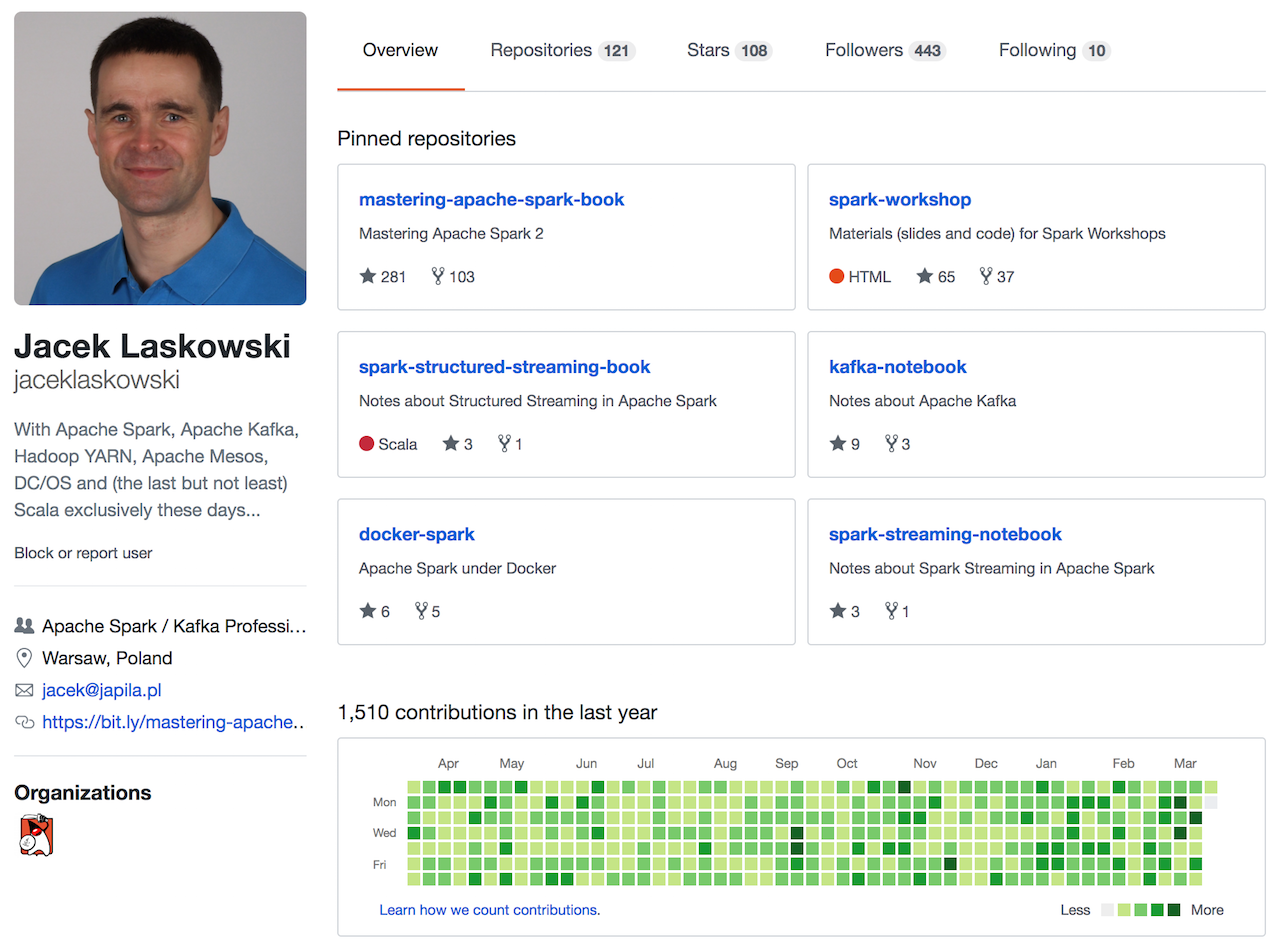 Overview Repositories 121 Stars 108 Followers 443 Following 10
Jacek Laskowski
jaceklaskowski
With Apache Spark, Apache Kafka,
Hadoop YARN, Apache Mesos,
DC/OS and (the last but not least)
Scala exclusively these days...
Block or report user
Apache Spark / Kafka Professi...
Warsaw, Poland
jacek@japila.pl
https://bit.ly/mastering-apache..
Organizations
Pinned repositories
mastering-apache-spark-book
Mastering Apache Spark 2
281 103
spark-workshop
Materials (slides and code) for Spark Workshops
HTML 65 37
spark-structured-streaming-book
Notes about Structured Streaming in Apache Spark
Scala 3 1
kafka-notebook
Notes about Apache Kafka
9 3
docker-spark
Apache Spark under Docker
6 5
spark-streaming-notebook
Notes about Spark Streaming in Apache Spark
3 1
1,510 contributions in the last year
Apr May Jun Jul Aug Sep Oct Nov Dec Jan Feb Mar
Mon
Wed
Fri
Learn how we count contributions. Less More